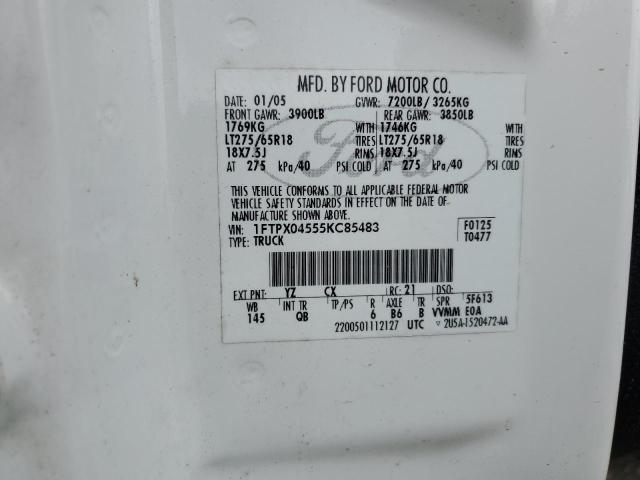 MFD. BY FORD MOTOR CO.
DATE: 01/05 GVWR: 7200LB/ 3265KG
FRONT GAWR: 3900LB REAR GAWR: 3850LB
1769KG WITH 1746KG WITH
LT275/65R18 TIRES LT275/65R18 TIRES
18X7.5J RIMS 18X7.5J RIMS
AT 275 kPa/40 PSI COLD AT 275 kPa/40 PSI COLD
Ford
THIS VEHICLE CONFORMS TO ALL APPLICABLE FEDERAL MOTOR
VEHICLE SAFETY STANDARDS IN EFFECT ON THE DATE OF
MANUFACTURE SHOWN ABOVE.
VIN: 1FTPX04555KC85483 F0125
TYPE: TRUCK T0477
EXT PNT: YZ CX RC: 21 DSO:
WB INT TR TP/PS R AXLE TR SPR 5F613
145 QB 6 B6 B VVMM E0A
2200501112127 UTC ▽ 2U5A-1520472-AA